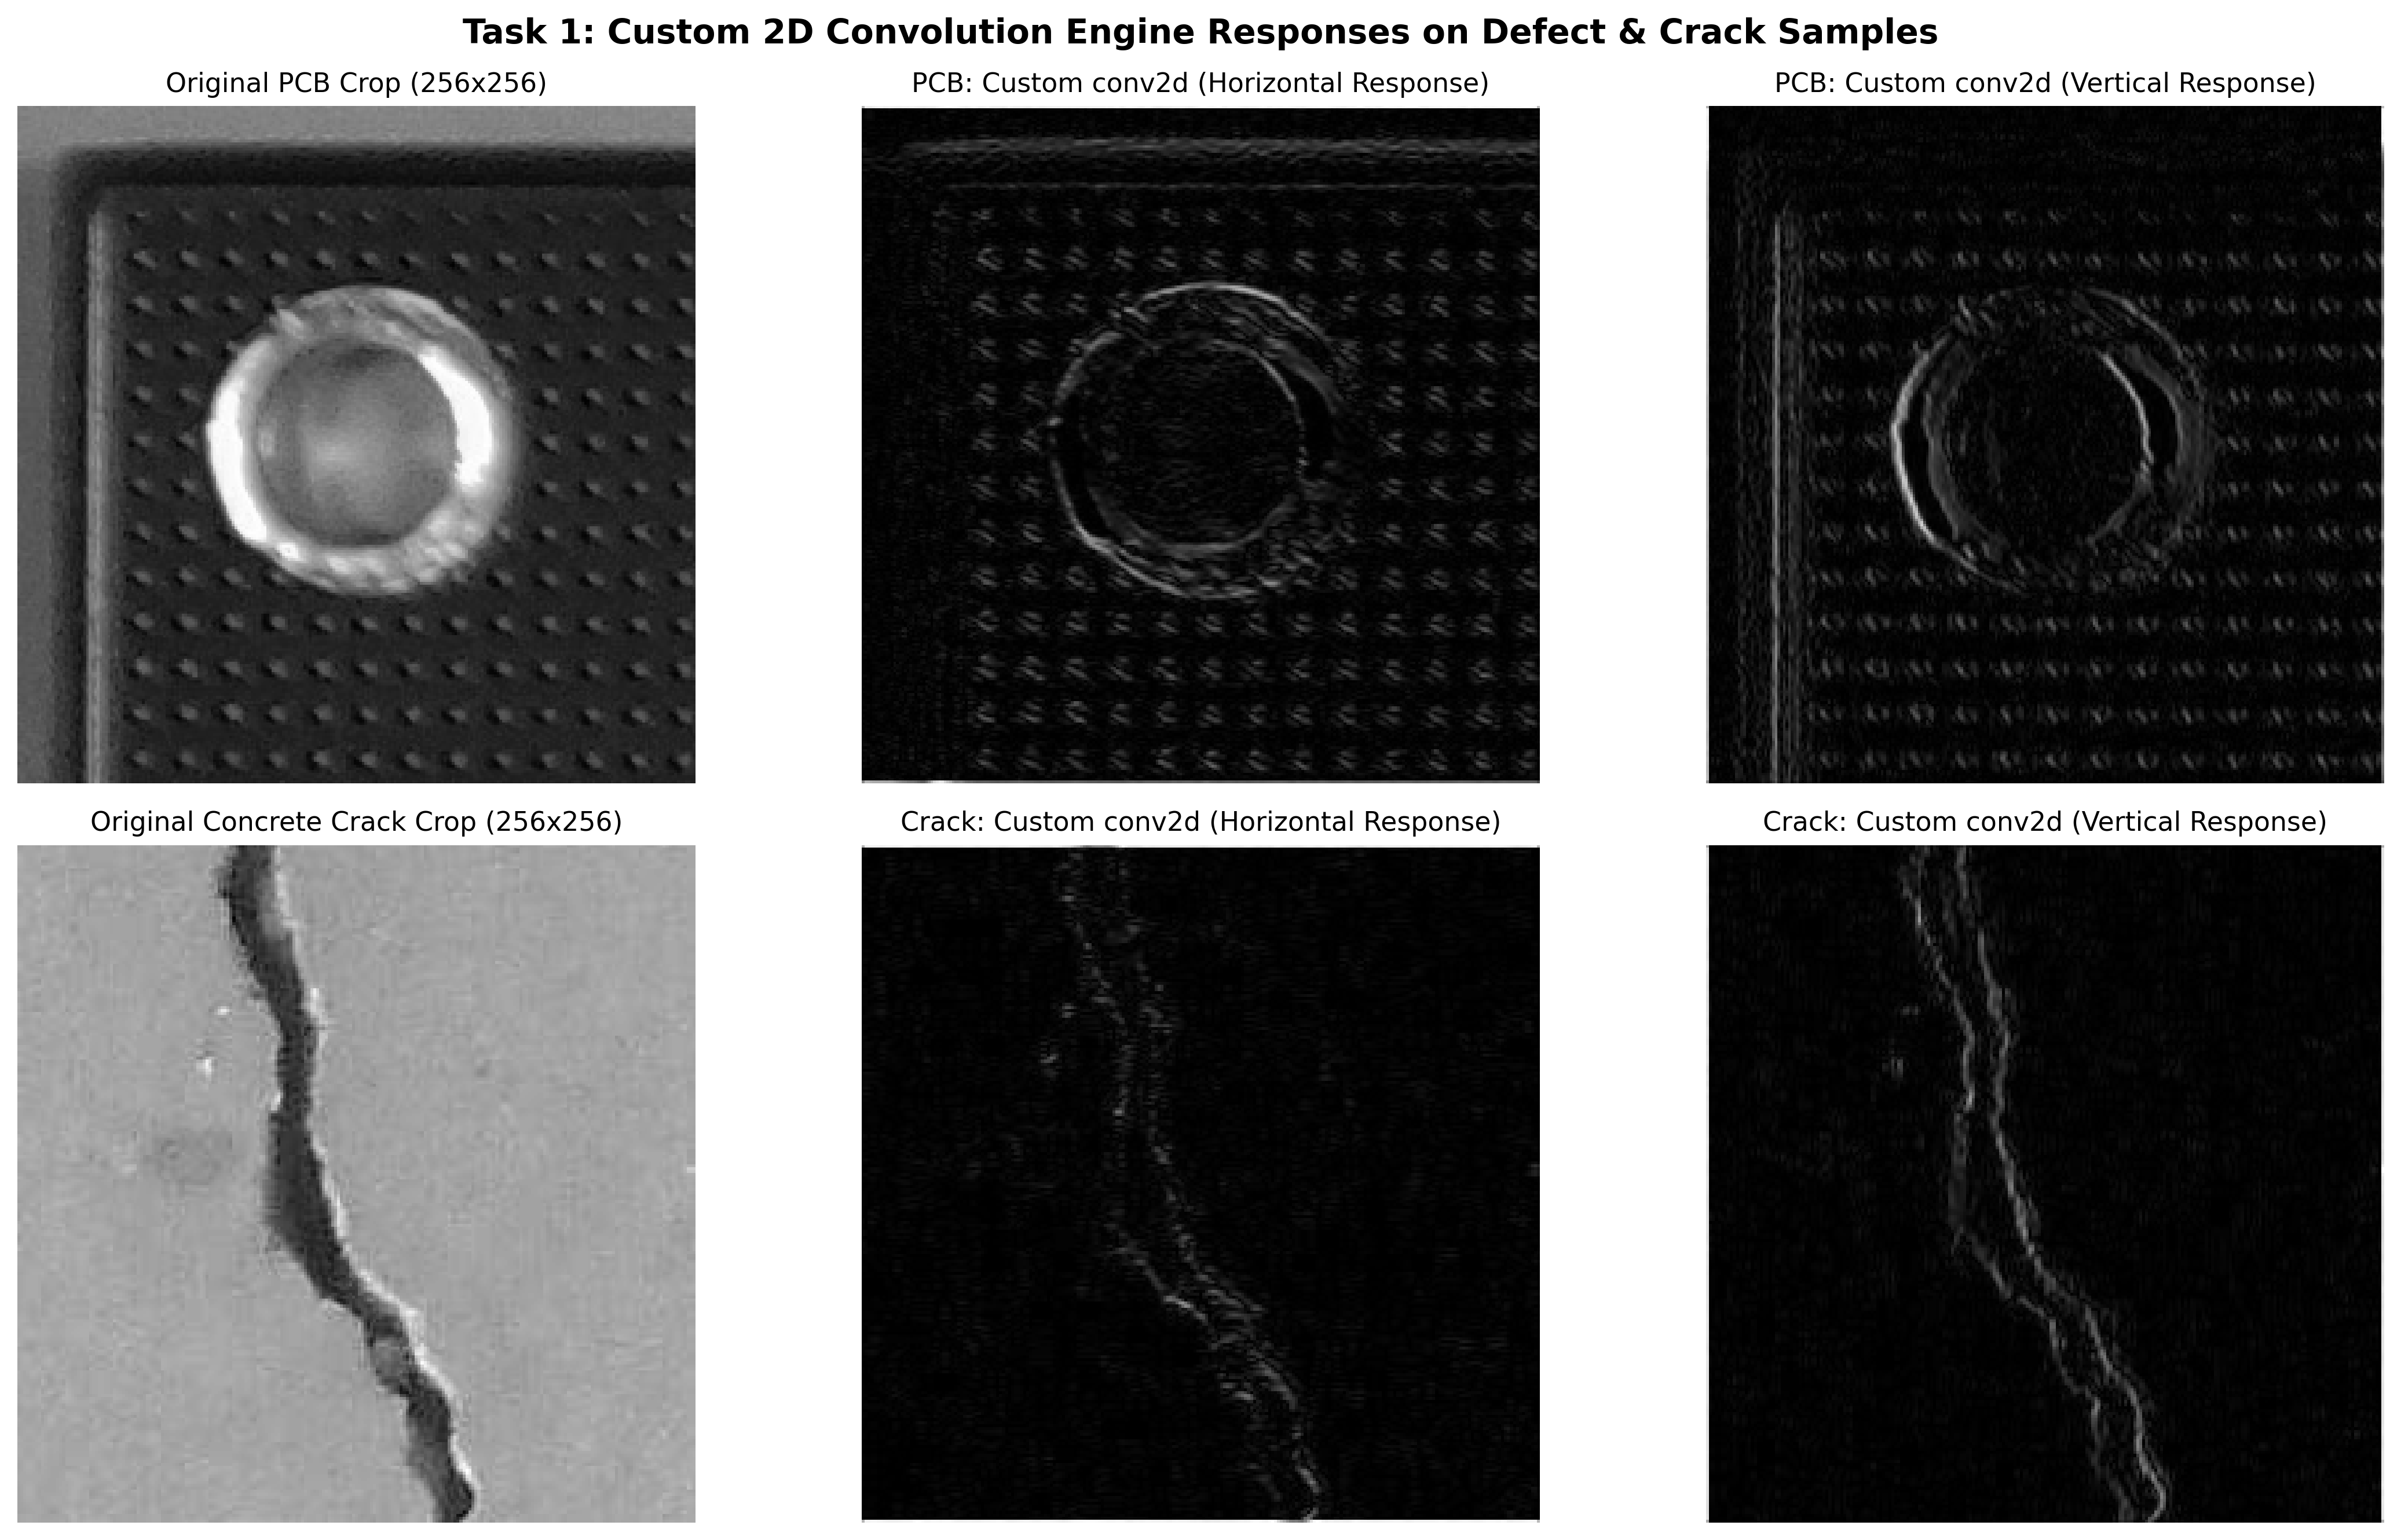 Task 1: Custom 2D Convolution Engine Responses on Defect & Crack Samples
Original PCB Crop (256x256)
PCB: Custom conv2d (Horizontal Response)
PCB: Custom conv2d (Vertical Response)
Original Concrete Crack Crop (256x256)
Crack: Custom conv2d (Horizontal Response)
Crack: Custom conv2d (Vertical Response)